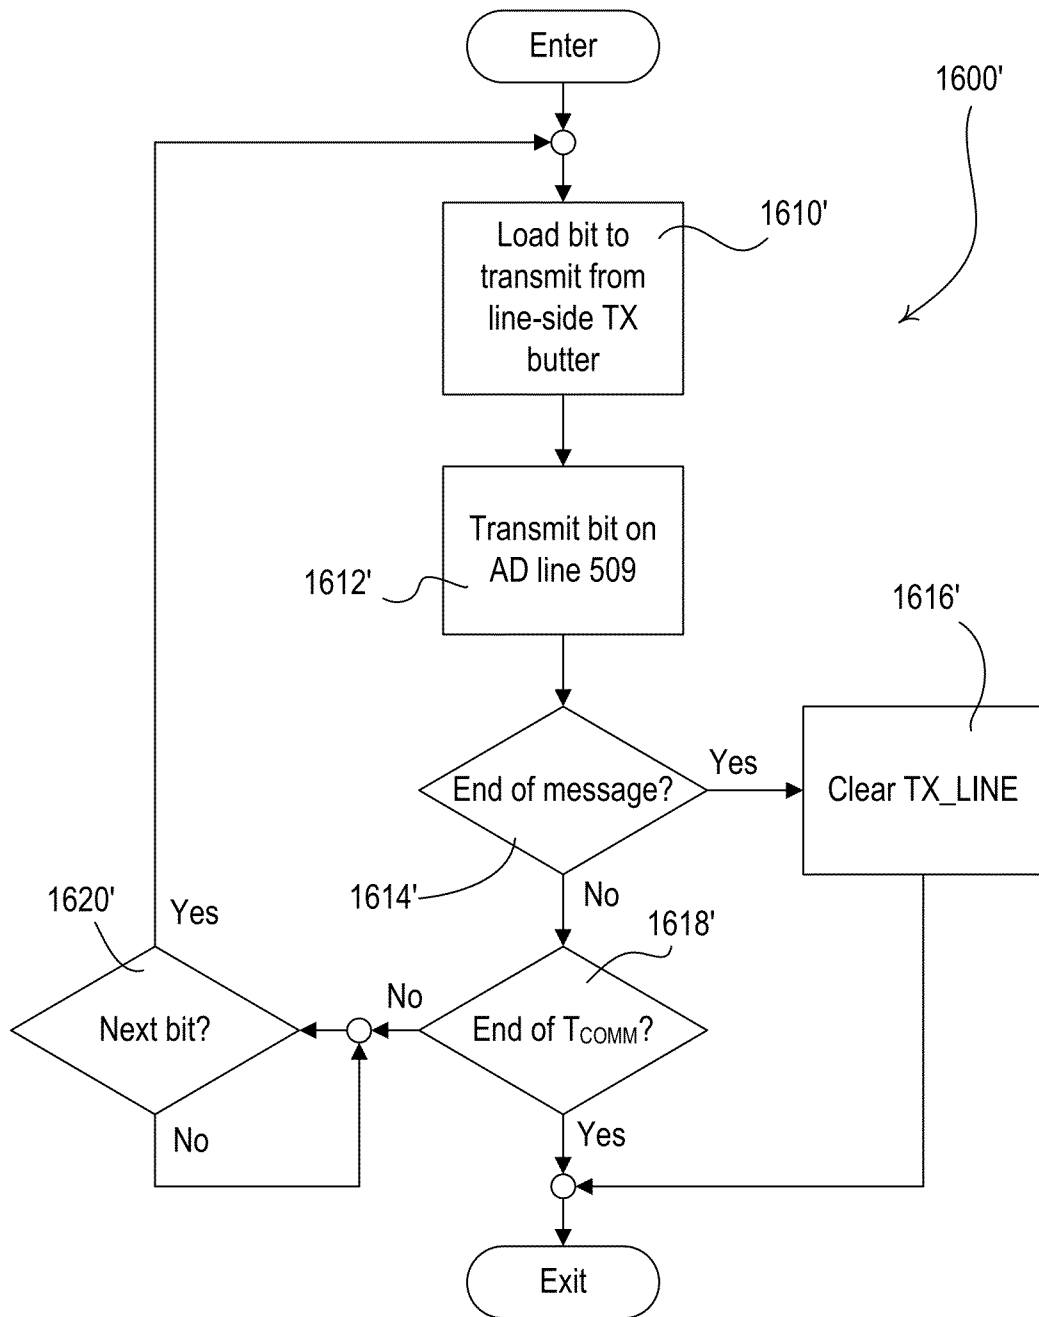 Enter
1600'
Load bit to
transmit from
line-side TX
butter
1610'
Transmit bit on
AD line 509
1612'
1616'
End of message?
Yes
Clear TX_LINE
1614'
No
1620'
Yes
1618'
Next bit?
No
End of TCOMM?
No
Yes
Exit